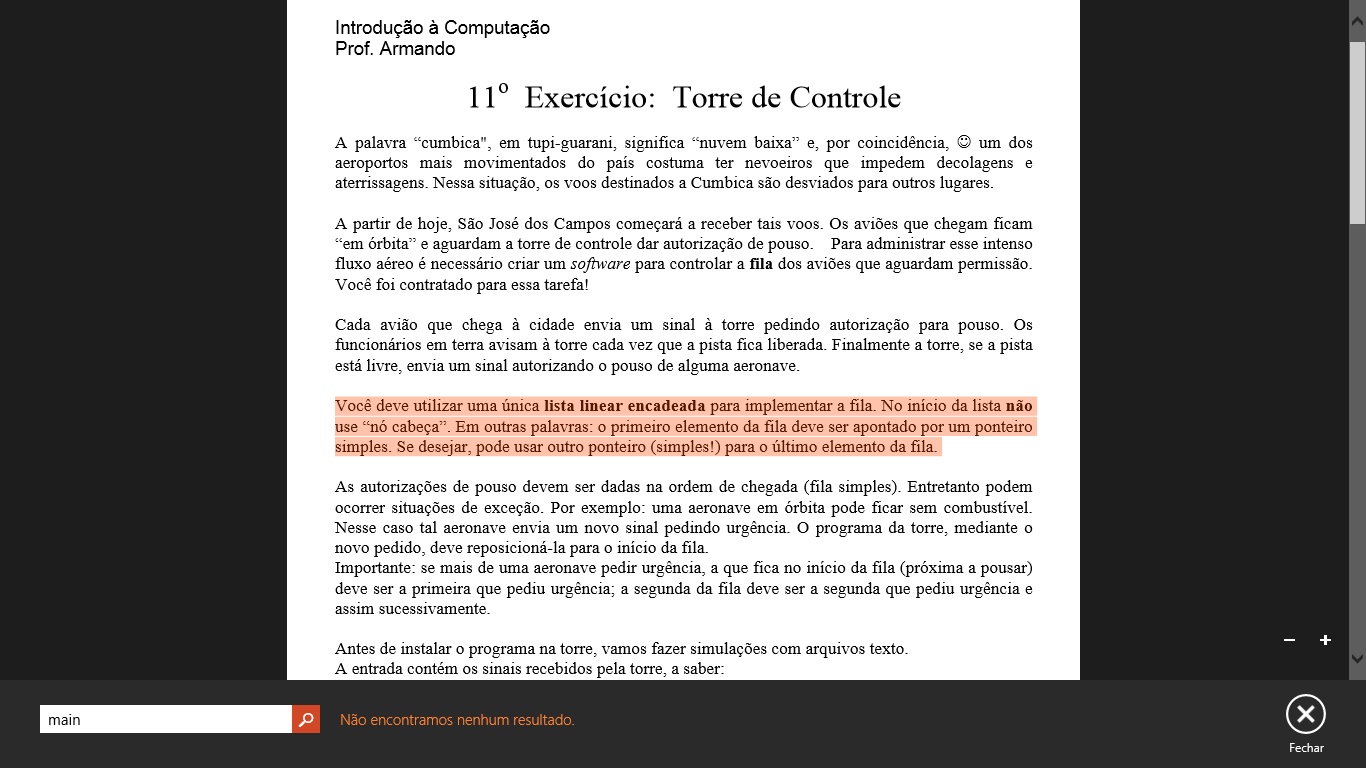 Introdução à Computação
Prof. Armando
11º Exercício: Torre de Controle
A palavra “cumbica", em tupi-guarani, significa “nuvem baixa” e, por coincidência, ☺ um dos
aeroportos mais movimentados do país costuma ter nevoeiros que impedem decolagens e
aterrissagens. Nessa situação, os voos destinados a Cumbica são desviados para outros lugares.
A partir de hoje, São José dos Campos começará a receber tais voos. Os aviões que chegam ficam
“em órbita” e aguardam a torre de controle dar autorização de pouso. Para administrar esse intenso
fluxo aéreo é necessário criar um software para controlar a fila dos aviões que aguardam permissão.
Você foi contratado para essa tarefa!
Cada avião que chega à cidade envia um sinal à torre pedindo autorização para pouso. Os
funcionários em terra avisam à torre cada vez que a pista fica liberada. Finalmente a torre, se a pista
está livre, envia um sinal autorizando o pouso de alguma aeronave.
Você deve utilizar uma única lista linear encadeada para implementar a fila. No início da lista não
use “nó cabeça”. Em outras palavras: o primeiro elemento da fila deve ser apontado por um ponteiro
simples. Se desejar, pode usar outro ponteiro (simples!) para o último elemento da fila.
As autorizações de pouso devem ser dadas na ordem de chegada (fila simples). Entretanto podem
ocorrer situações de exceção. Por exemplo: uma aeronave em órbita pode ficar sem combustível.
Nesse caso tal aeronave envia um novo sinal pedindo urgência. O programa da torre, mediante o
novo pedido, deve reposicioná-la para o início da fila.
Importante: se mais de uma aeronave pedir urgência, a que fica no início da fila (próxima a pousar)
deve ser a primeira que pediu urgência; a segunda da fila deve ser a segunda que pediu urgência e
assim sucessivamente.
Antes de instalar o programa na torre, vamos fazer simulações com arquivos texto.
A entrada contém os sinais recebidos pela torre, a saber:
main
Não encontramos nenhum resultado.
Fechar